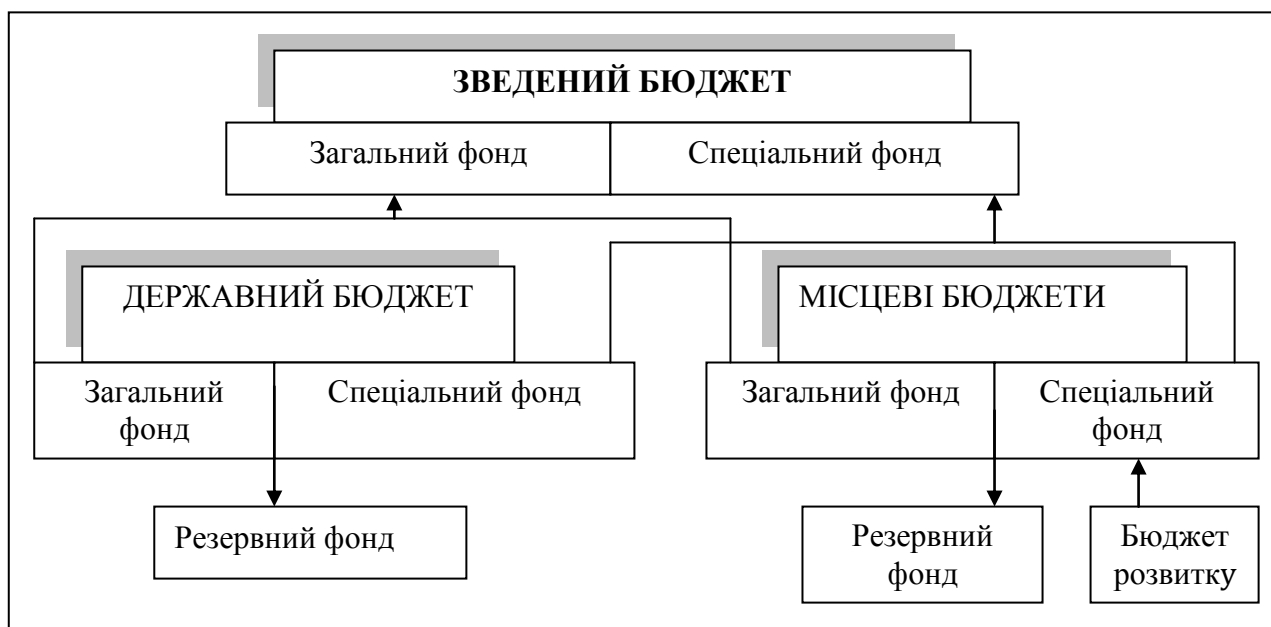 ЗВЕДЕНИЙ БЮДЖЕТ
Загальний фонд
Спеціальний фонд
ДЕРЖАВНИЙ БЮДЖЕТ
МІСЦЕВІ БЮДЖЕТИ
Загальний
фонд
Спеціальний фонд
Загальний фонд
Спеціальний
фонд
Резервний фонд
Резервний
фонд
Бюджет
розвитку